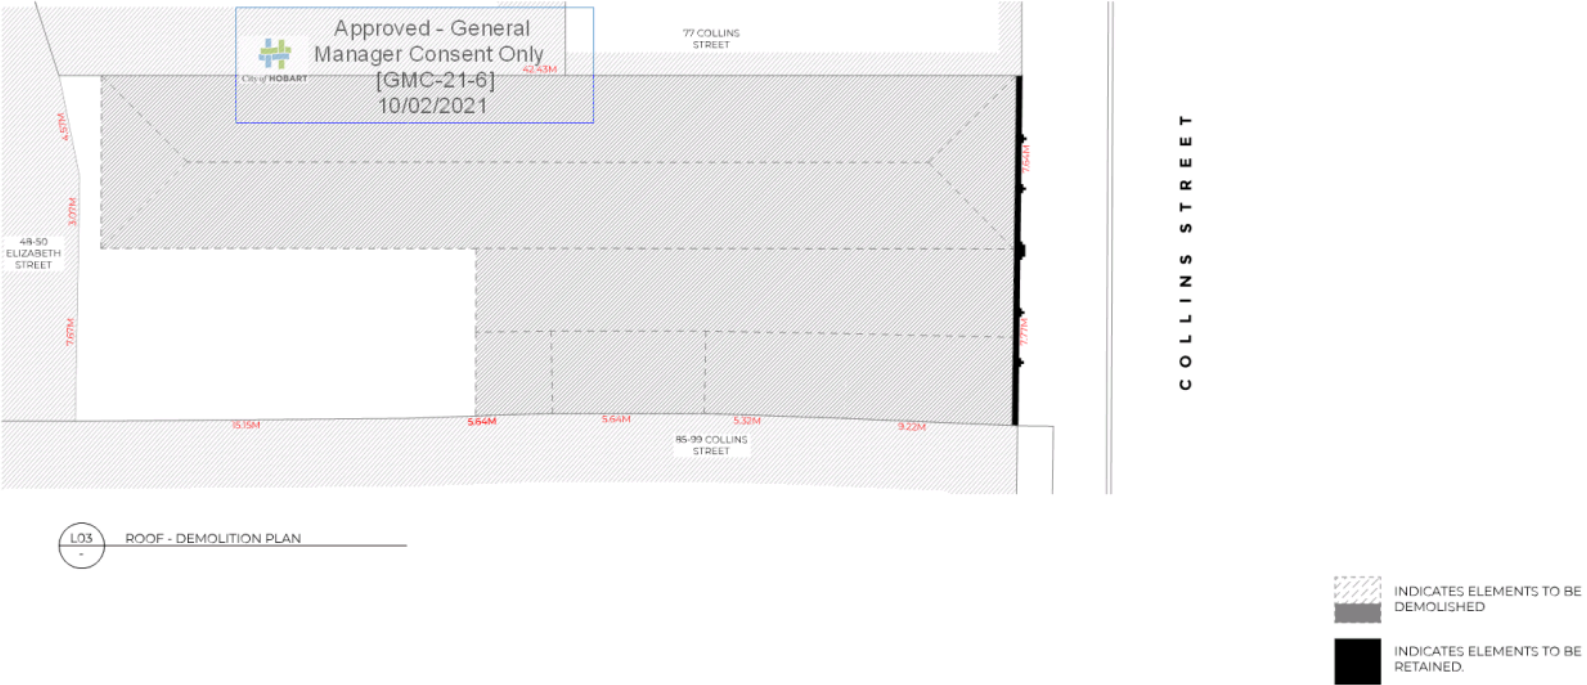 Approved - General
Manager Consent Only
[GMC-21-6]
10/02/2021
City of HOBART
77 COLLINS
STREET
42.43M
4.57M
3.07M
7.67M
48-50
ELIZABETH
STREET
7.64M
7.77M
COLLINS STREET
15.15M
5.64M
5.64M
5.32M
9.22M
85-99 COLLINS
STREET
L03
-
ROOF - DEMOLITION PLAN
INDICATES ELEMENTS TO BE
DEMOLISHED
INDICATES ELEMENTS TO BE
RETAINED.